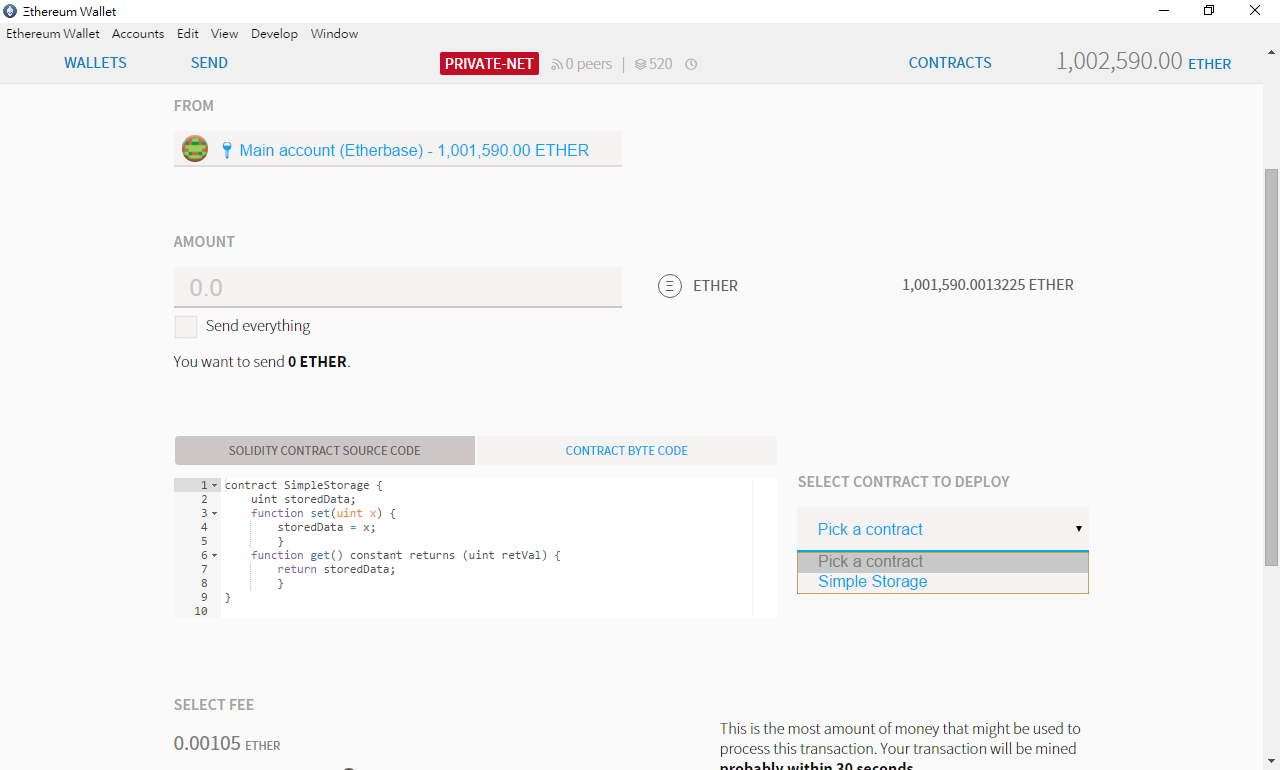 Ξthereum Wallet
Ethereum Wallet Accounts Edit View Develop Window
WALLETS SEND PRIVATE-NET 0 peers | 520 CONTRACTS 1,002,590.00 ETHER
FROM
Main account (Etherbase) - 1,001,590.00 ETHER
AMOUNT
0.0 Ξ ETHER 1,001,590.0013225 ETHER
Send everything
You want to send 0 ETHER.
SOLIDITY CONTRACT SOURCE CODE CONTRACT BYTE CODE
SELECT CONTRACT TO DEPLOY
1 contract SimpleStorage {
2 uint storedData;
3 function set(uint x) {
4 storedData = x;
5 }
6 function get() constant returns (uint retVal) {
7 return storedData;
8 }
9 }
10
Pick a contract
Pick a contract
Simple Storage
SELECT FEE
0.00105 ETHER
This is the most amount of money that might be used to
process this transaction. Your transaction will be mined
probably within 30 seconds